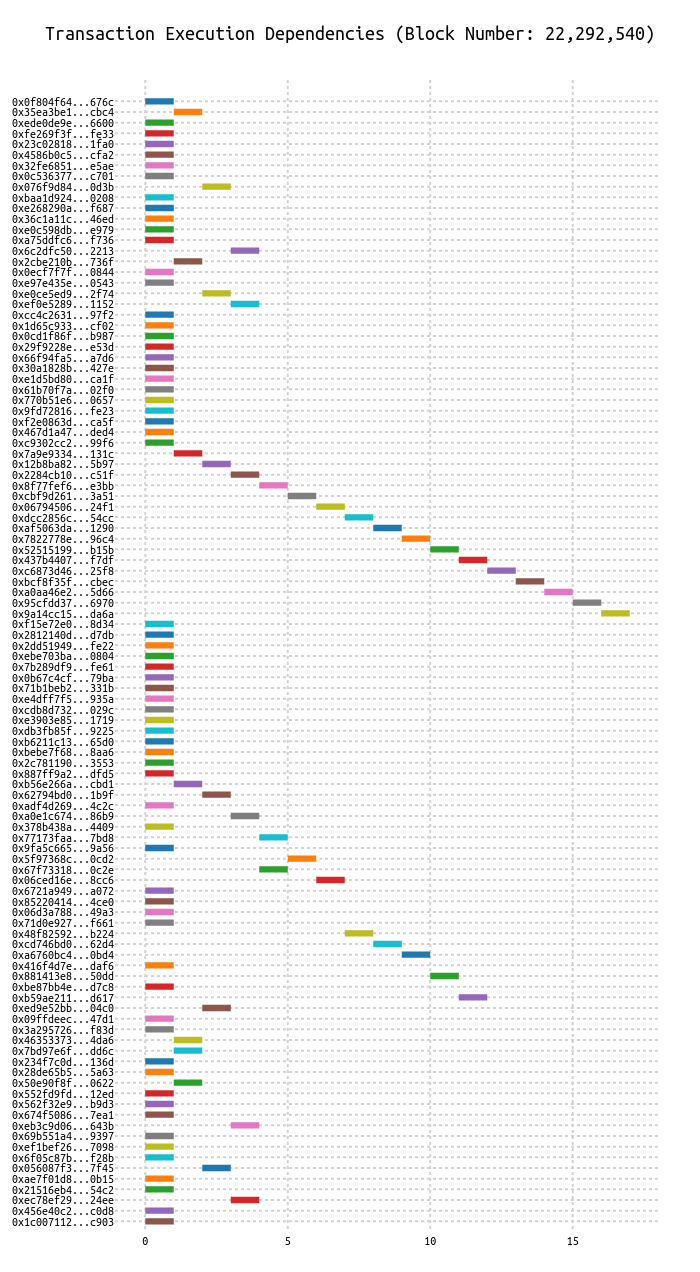 Transaction Execution Dependencies (Block Number: 22,292,540)
0x0f804f64...676c
0x35ea3be1...cbc4
0xede0de9e...6600
0xfe269f3f...fe33
0x23c02818...1fa0
0x4586b0c5...cfa2
0x32fe6851...e5ae
0x0c536377...c701
0x076f9d84...0d3b
0xbaa1d924...0208
0xe268290a...f687
0x36c1a11c...46ed
0xe0c598db...e979
0xa75ddfc6...f736
0x6c2dfc50...2213
0x2cbe210b...736f
0x0ecf7f7f...0844
0xe97e435e...0543
0xe0ce5ed9...2f74
0xef0e5289...1152
0xcc4c2631...97f2
0x1d65c933...cf02
0x0cd1f86f...b987
0x29f9228e...e53d
0x66f94fa5...a7d6
0x30a1828b...427e
0xe1d5bd80...ca1f
0x61b70f7a...02f0
0x770b51e6...0657
0x9fd72816...fe23
0xf2e0863d...ca5f
0x467d1a47...ded4
0xc9302cc2...99f6
0x7a9e9334...131c
0x12b8ba82...5b97
0x2284cb10...c51f
0x8f77fef6...e3bb
0xcbf9d261...3a51
0x06794506...24f1
0xdcc2856c...54cc
0xaf5063da...1290
0x7822778e...96c4
0x52515199...b15b
0x437b4407...f7df
0xc6873d46...25f8
0xbcf8f35f...cbec
0xa0aa46e2...5d66
0x95cfdd37...6970
0x9a14cc15...da6a
0xf15e72e0...8d34
0x2812140d...d7db
0x2dd51949...fe22
0xebe703ba...0804
0x7b289df9...fe61
0x0b67c4cf...79ba
0x71b1beb2...331b
0xe4dff7f5...935a
0xcdb8d732...029c
0xe3903e85...1719
0xdb3fb85f...9225
0xb6211c13...65d0
0xbebe7f68...8aa6
0x2c781190...3553
0x887ff9a2...dfd5
0xb56e266a...cbd1
0x62794bd0...1b9f
0xadf4d269...4c2c
0xa0e1c674...86b9
0x378b438a...4409
0x77173faa...7bd8
0x9fa5c665...9a56
0x5f97368c...0cd2
0x67f73318...0c2e
0x06ced16e...8cc6
0x6721a949...a072
0x85220414...4ce0
0x06d3a788...49a3
0x71d0e927...f661
0x48f82592...b224
0xcd746bd0...62d4
0xa6760bc4...0bd4
0x416f4d7e...daf6
0x881413e8...50dd
0xbe87bb4e...d7c8
0xb59ae211...d617
0xed9e52bb...04c0
0x09ffdeec...47d1
0x3a295726...f83d
0x46353373...4da6
0x7bd97e6f...dd6c
0x234f7c0d...136d
0x28de65b5...5a63
0x50e90f8f...0622
0x552fd9fd...12ed
0x562f32e9...b9d3
0x674f5086...7ea1
0xeb3c9d06...643b
0x69b551a4...9397
0xef1bef26...7098
0x6f05c87b...f28b
0x056087f3...7f45
0xae7f01d8...0b15
0x21516eb4...54c2
0xec78ef29...24ee
0x456e40c2...c0d8
0x1c007112...c903
0 5 10 15